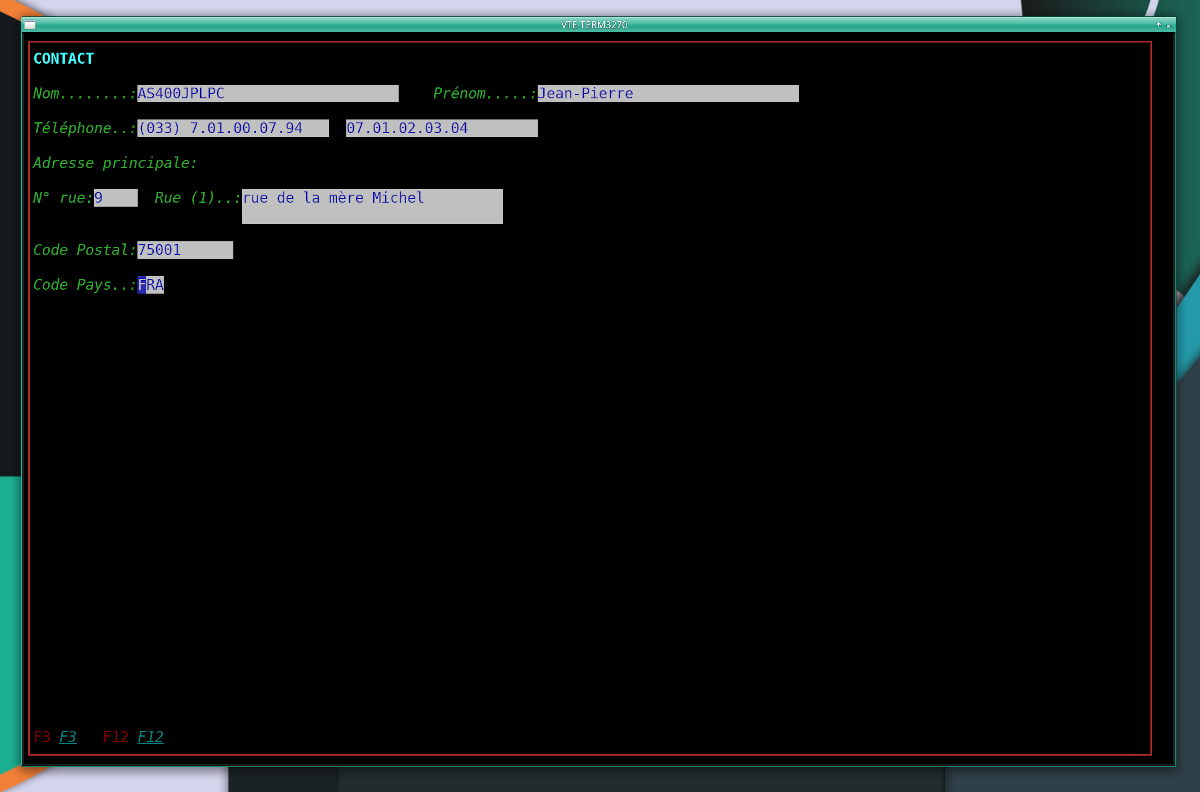 VTE-TERM3270
CONTACT
Nom........:AS400JPLPC Prénom.....:Jean-Pierre
Téléphone..:(033) 7.01.00.07.94 07.01.02.03.04
Adresse principale:
N° rue:9 Rue (1)..:rue de la mère Michel
Code Postal:75001
Code Pays..:FRA
F3 F3 F12 F12